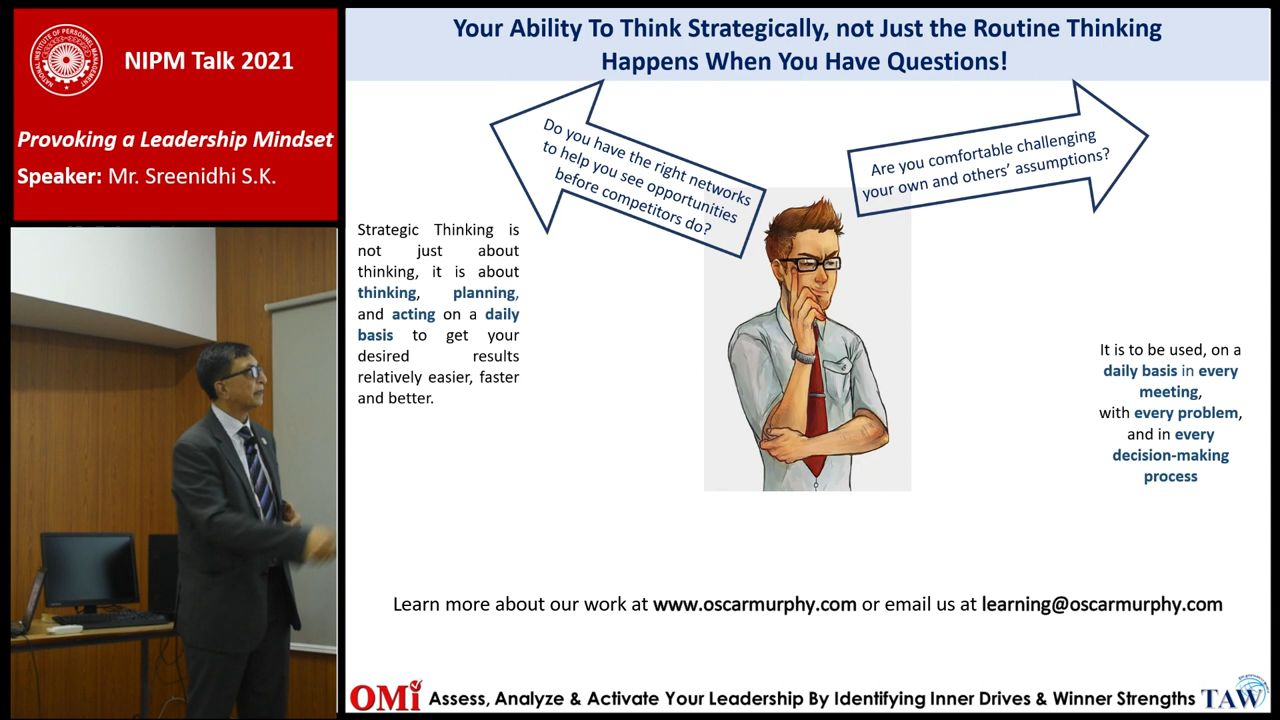 NATIONAL INSTITUTE OF PERSONNEL MANAGEMENT
NIPM Talk 2021
Provoking a Leadership Mindset
Speaker: Mr. Sreenidhi S.K.
Your Ability To Think Strategically, not Just the Routine Thinking
Happens When You Have Questions!
Do you have the right networks
to help you see opportunities
before competitors do?
Are you comfortable challenging
your own and others’ assumptions?
Strategic Thinking is
not just about
thinking, it is about
thinking, planning,
and acting on a daily
basis to get your
desired results
relatively easier, faster
and better.
It is to be used, on a
daily basis in every
meeting,
with every problem,
and in every
decision-making
process
Learn more about our work at www.oscarmurphy.com or email us at learning@oscarmurphy.com
OMi Assess, Analyze & Activate Your Leadership By Identifying Inner Drives & Winner Strengths TAW